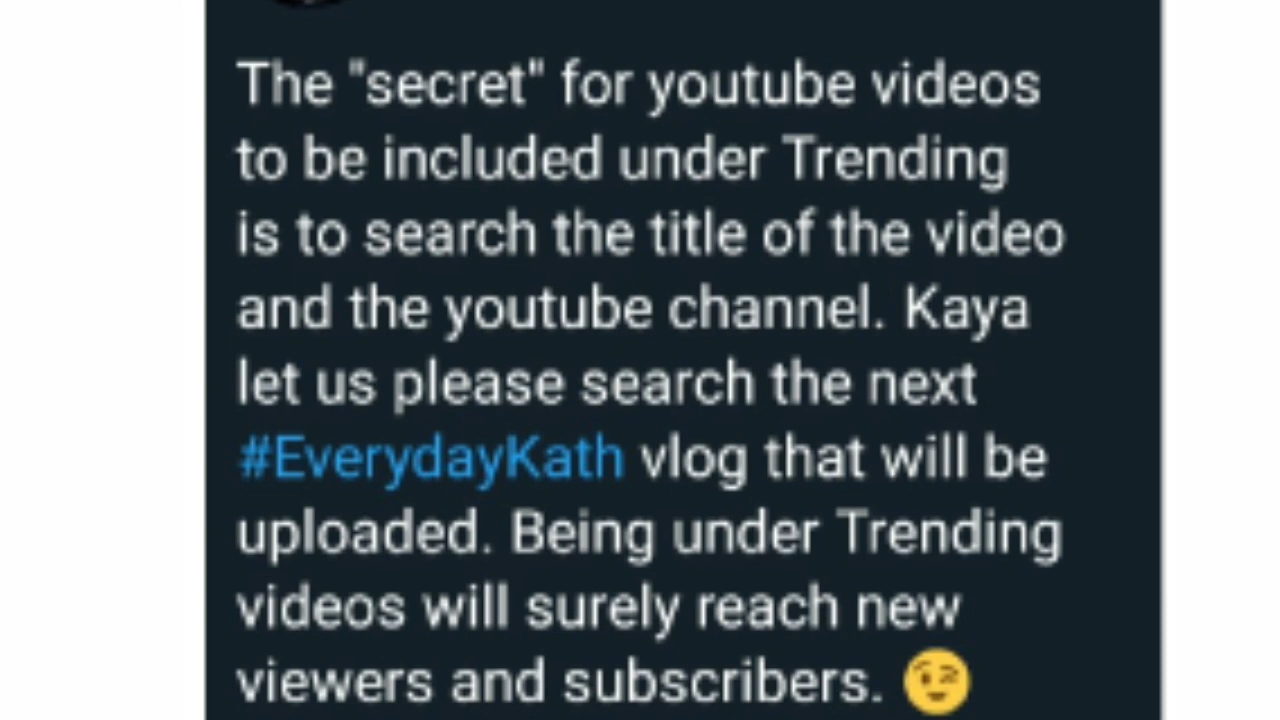 The "secret" for youtube videos
to be included under Trending
is to search the title of the video
and the youtube channel. Kaya
let us please search the next
#EverydayKath vlog that will be
uploaded. Being under Trending
videos will surely reach new
viewers and subscribers. 😉